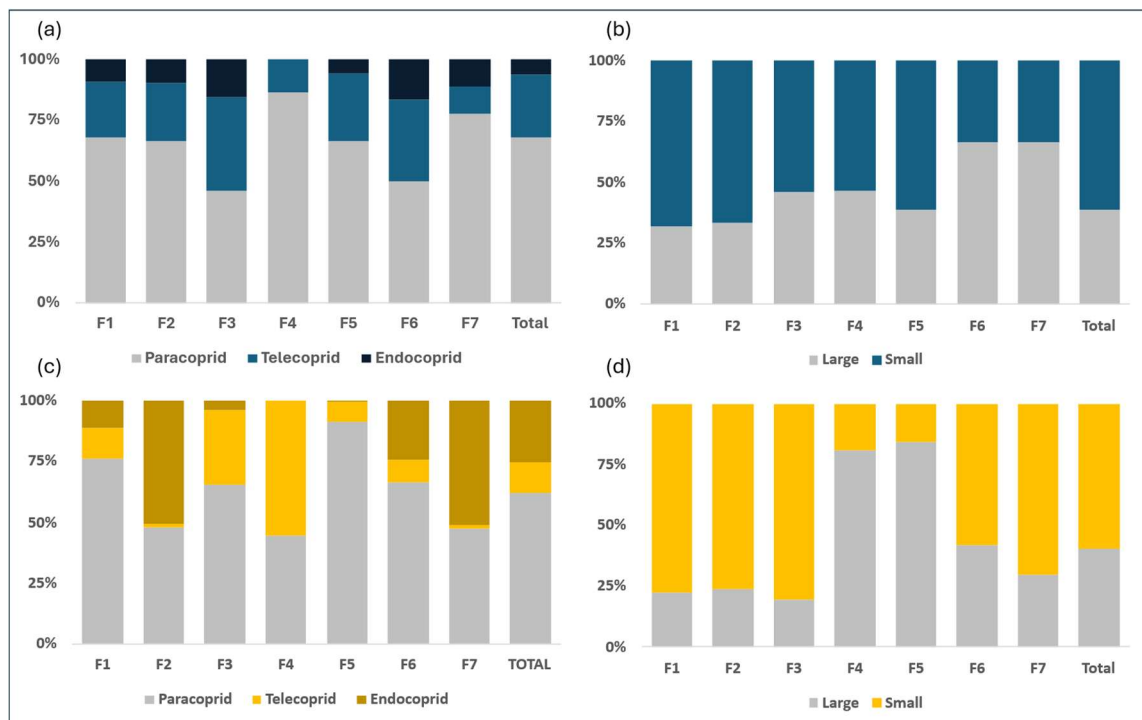 (a)
100%
75%
50%
25%
0%
F1 F2 F3 F4 F5 F6 F7 Total
Paracoprid Telecoprid Endocoprid
(b)
100%
75%
50%
25%
0%
F1 F2 F3 F4 F5 F6 F7 Total
Large Small
(c)
100%
75%
50%
25%
0%
F1 F2 F3 F4 F5 F6 F7 TOTAL
Paracoprid Telecoprid Endocoprid
(d)
100%
75%
50%
25%
0%
F1 F2 F3 F4 F5 F6 F7 Total
Large Small